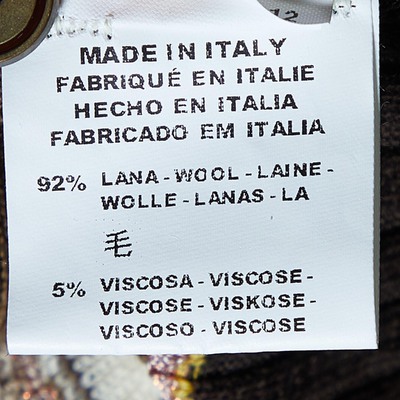 12
MADE IN ITALY
FABRIQUÉ EN ITALIE
HECHO EN ITALIA
FABRICADO EM ITALIA
92% LANA - WOOL - LAINE -
WOLLE - LANAS - LA
毛
5% VISCOSA - VISCOSE -
VISCOSE - VISKOSE -
VISCOSO - VISCOSE